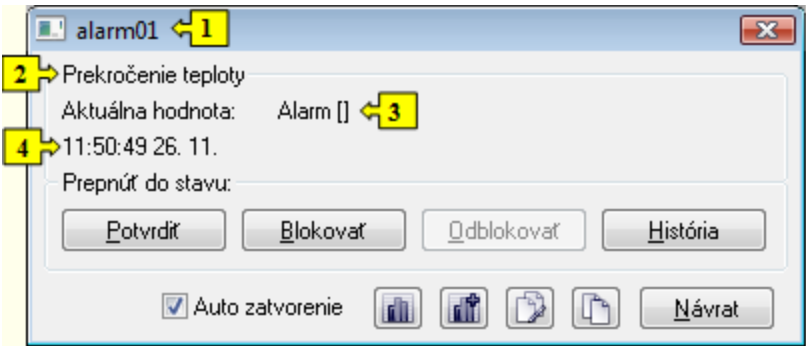 alarm01 1
2 Prekročenie teploty
Aktuálna hodnota: Alarm [] 3
4 11:50:49 26. 11.
Prepnúť do stavu:
Potvrdiť Blokovať Odblokovať História
Auto zatvorenie Návrat